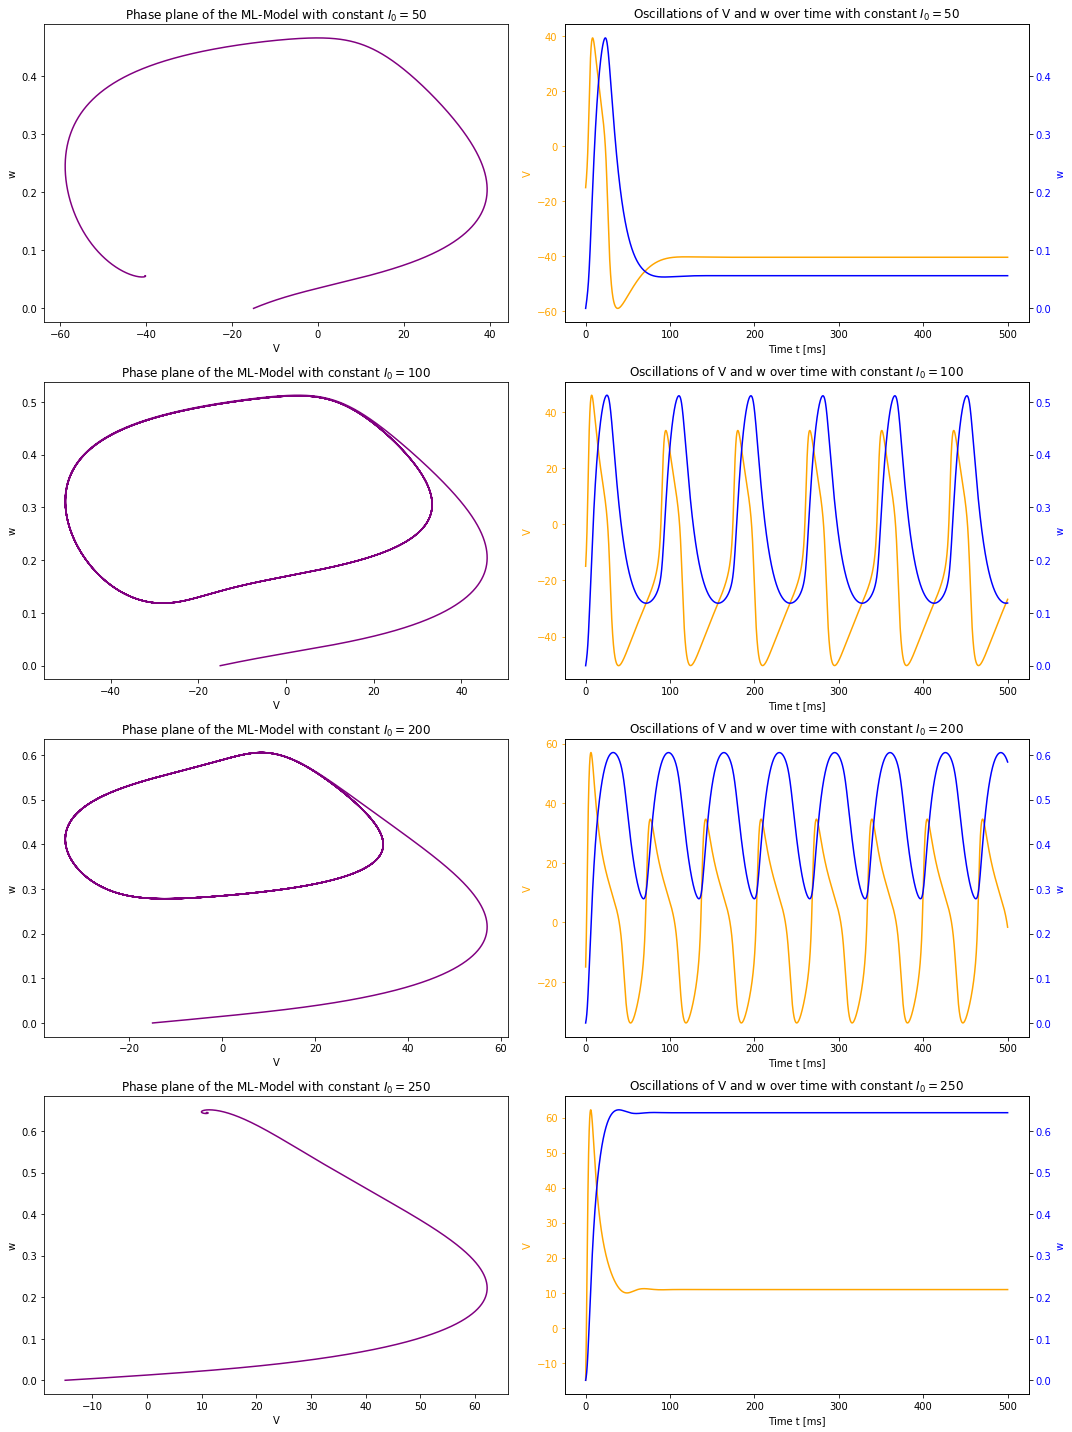 Phase plane of the ML-Model with constant I₀ = 50
w
0.4
0.3
0.2
0.1
0.0
−60 −40 −20 0 20 40
V
Oscillations of V and w over time with constant I₀ = 50
V
40
20
0
−20
−40
−60
w
0.4
0.3
0.2
0.1
0.0
0 100 200 300 400 500
Time t [ms]
Phase plane of the ML-Model with constant I₀ = 100
w
0.5
0.4
0.3
0.2
0.1
0.0
−40 −20 0 20 40
V
Oscillations of V and w over time with constant I₀ = 100
V
40
20
0
−20
−40
w
0.5
0.4
0.3
0.2
0.1
0.0
0 100 200 300 400 500
Time t [ms]
Phase plane of the ML-Model with constant I₀ = 200
w
0.6
0.5
0.4
0.3
0.2
0.1
0.0
−20 0 20 40 60
V
Oscillations of V and w over time with constant I₀ = 200
V
60
40
20
0
−20
w
0.6
0.5
0.4
0.3
0.2
0.1
0.0
0 100 200 300 400 500
Time t [ms]
Phase plane of the ML-Model with constant I₀ = 250
w
0.6
0.5
0.4
0.3
0.2
0.1
0.0
−10 0 10 20 30 40 50 60
V
Oscillations of V and w over time with constant I₀ = 250
V
60
50
40
30
20
10
0
−10
w
0.6
0.5
0.4
0.3
0.2
0.1
0.0
0 100 200 300 400 500
Time t [ms]